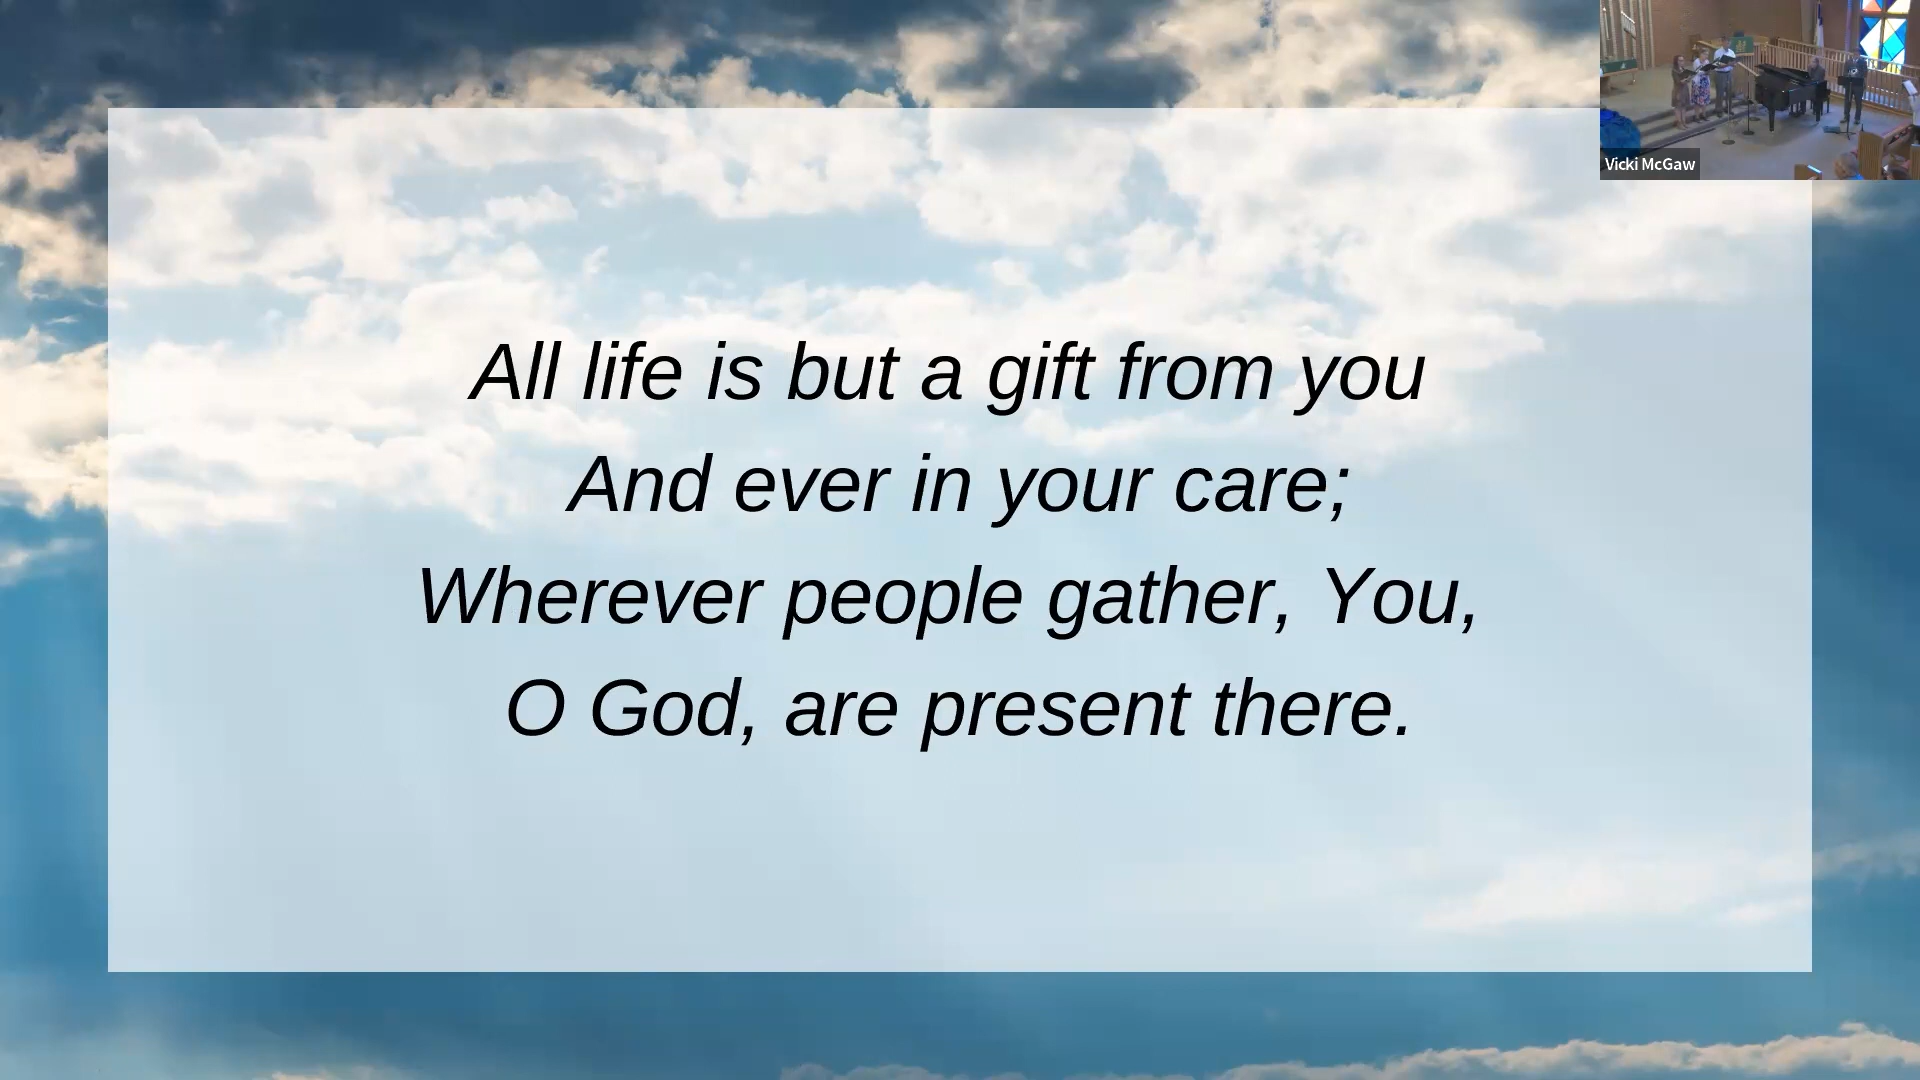 Vicki McGaw
All life is but a gift from you
And ever in your care;
Wherever people gather, You,
O God, are present there.